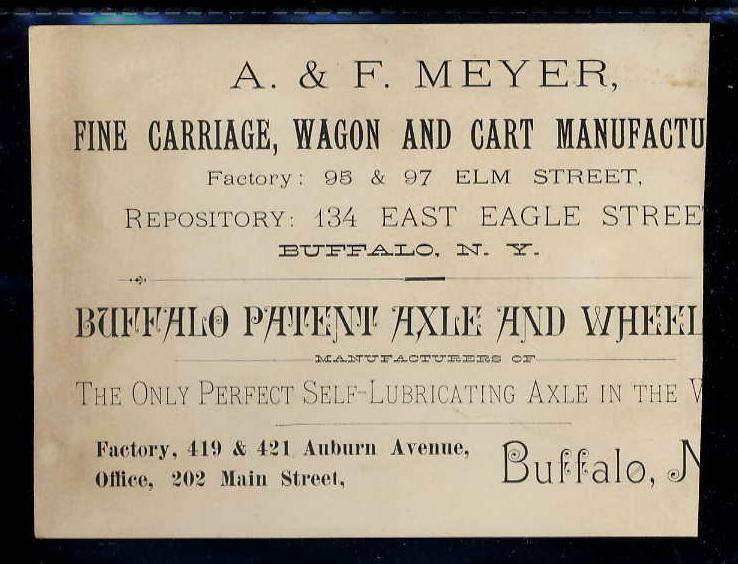 A. & F. MEYER,
FINE CARRIAGE, WAGON AND CART MANUFACTU
Factory: 95 & 97 ELM STREET,
REPOSITORY: 134 EAST EAGLE STREE
BUFFALO, N. Y.
BUFFALO PATENT AXLE AND WHEEL
MANUFACTURERS OF
THE ONLY PERFECT SELF-LUBRICATING AXLE IN THE W
Factory, 419 & 421 Auburn Avenue,
Office, 202 Main Street,
Buffalo, N